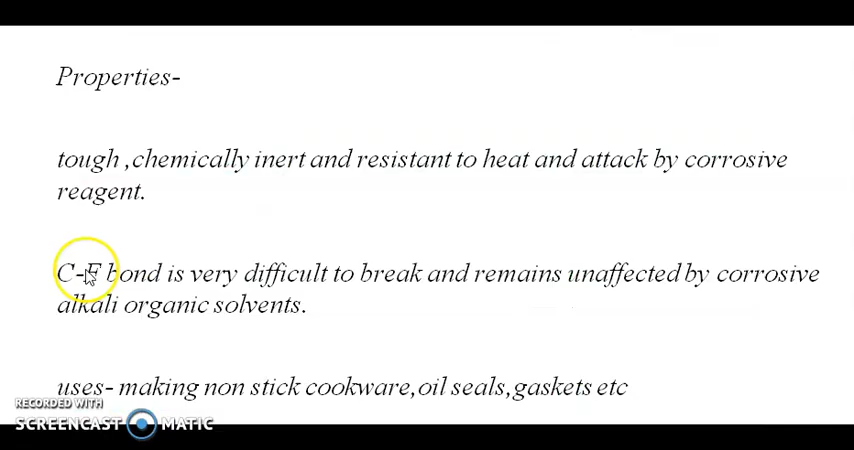 Properties-
tough ,chemically inert and resistant to heat and attack by corrosive
reagent.
C-F bond is very difficult to break and remains unaffected by corrosive
alkali organic solvents.
uses- making non stick cookware,oil seals,gaskets etc
RECORDED WITH
SCREENCAST MATIC